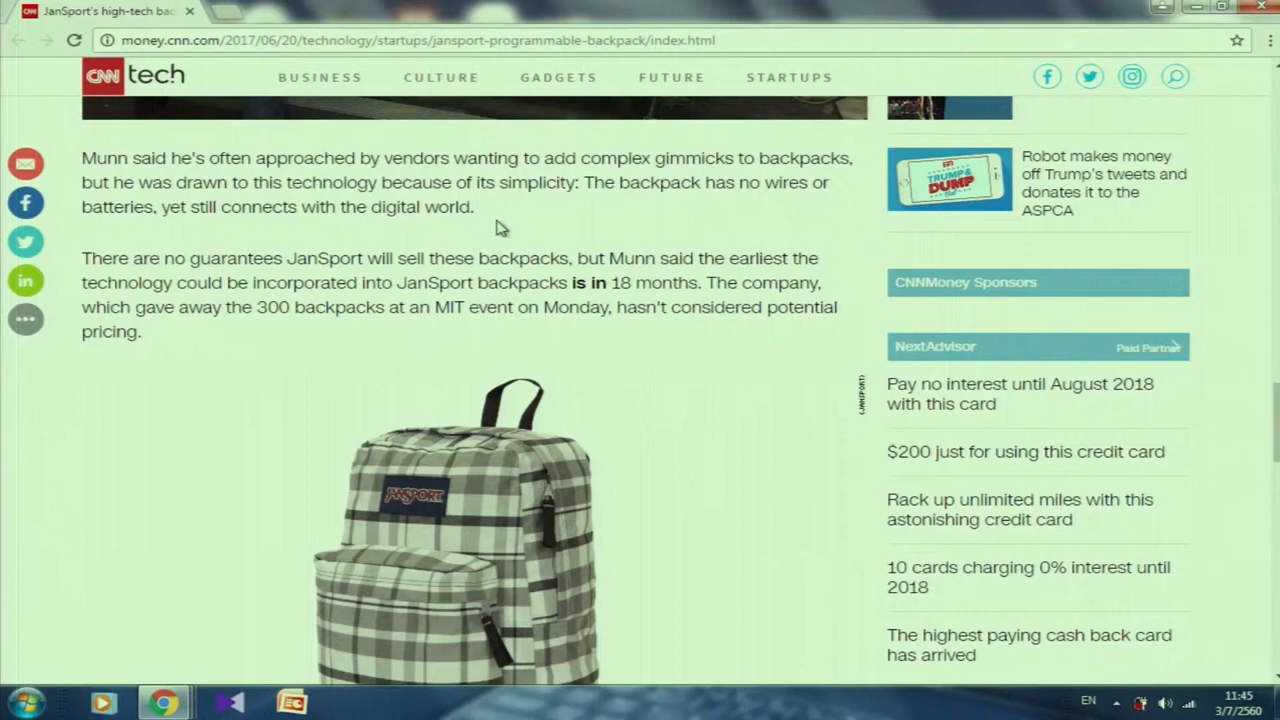 CNN JanSport's high-tech bac
money.cnn.com/2017/06/20/technology/startups/jansport-programmable-backpack/index.html
CNN tech BUSINESS CULTURE GADGETS FUTURE STARTUPS
Munn said he's often approached by vendors wanting to add complex gimmicks to backpacks,
but he was drawn to this technology because of its simplicity: The backpack has no wires or
batteries, yet still connects with the digital world.
There are no guarantees JanSport will sell these backpacks, but Munn said the earliest the
technology could be incorporated into JanSport backpacks is in 18 months. The company,
which gave away the 300 backpacks at an MIT event on Monday, hasn't considered potential
pricing.
(JANSPORT)
JANSPORT
TRUMP &
DUMP
Robot makes money
off Trump's tweets and
donates it to the
ASPCA
CNNMoney Sponsors
NextAdvisor Paid Partner
Pay no interest until August 2018
with this card
$200 just for using this credit card
Rack up unlimited miles with this
astonishing credit card
10 cards charging 0% interest until
2018
The highest paying cash back card
has arrived
EN 11:45
3/7/2560